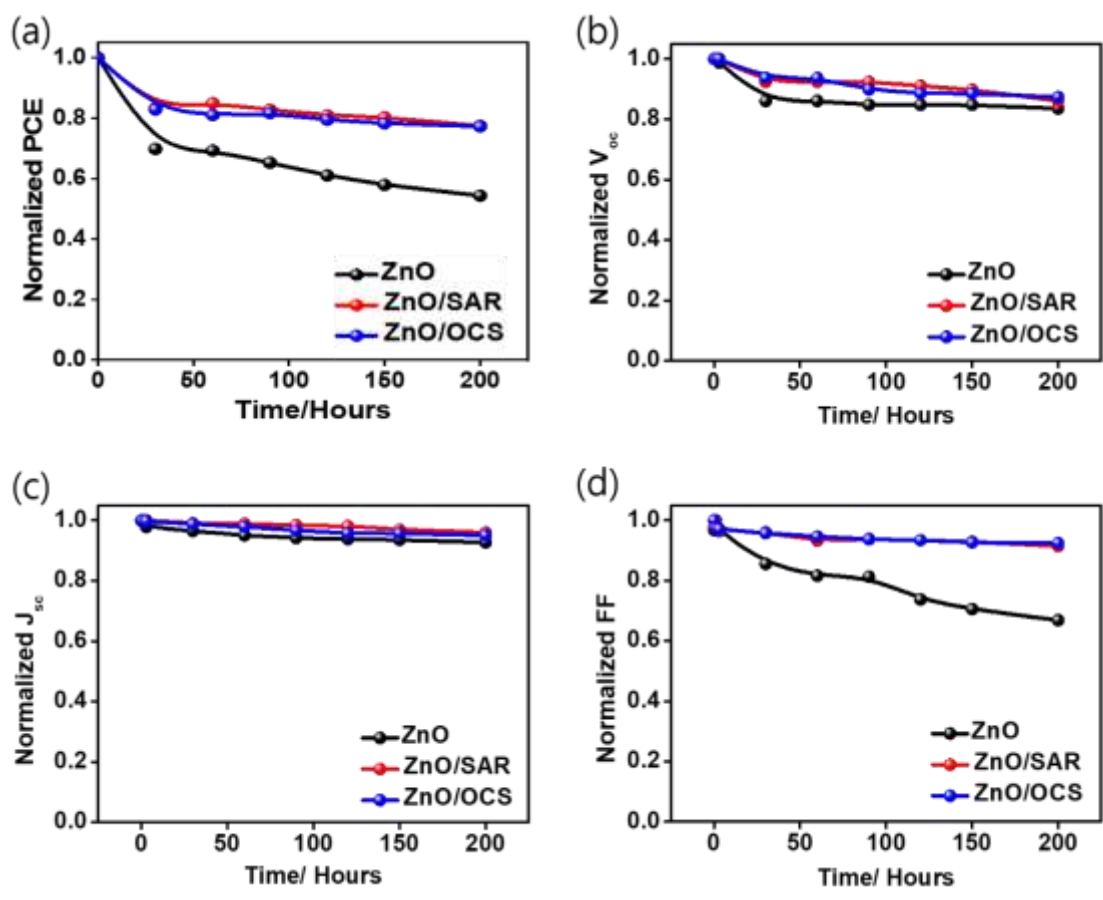 (a)
Normalized PCE
1.0
0.8
0.6
0.4
0.2
0.0
ZnO
ZnO/SAR
ZnO/OCS
0 50 100 150 200
Time/Hours
(b)
Normalized Voc
1.0
0.8
0.6
0.4
0.2
0.0
ZnO
ZnO/SAR
ZnO/OCS
0 50 100 150 200
Time/ Hours
(c)
Normalized Jsc
1.0
0.8
0.6
0.4
0.2
0.0
ZnO
ZnO/SAR
ZnO/OCS
0 50 100 150 200
Time/ Hours
(d)
Normalized FF
1.0
0.8
0.6
0.4
0.2
0.0
ZnO
ZnO/SAR
ZnO/OCS
0 50 100 150 200
Time/ Hours